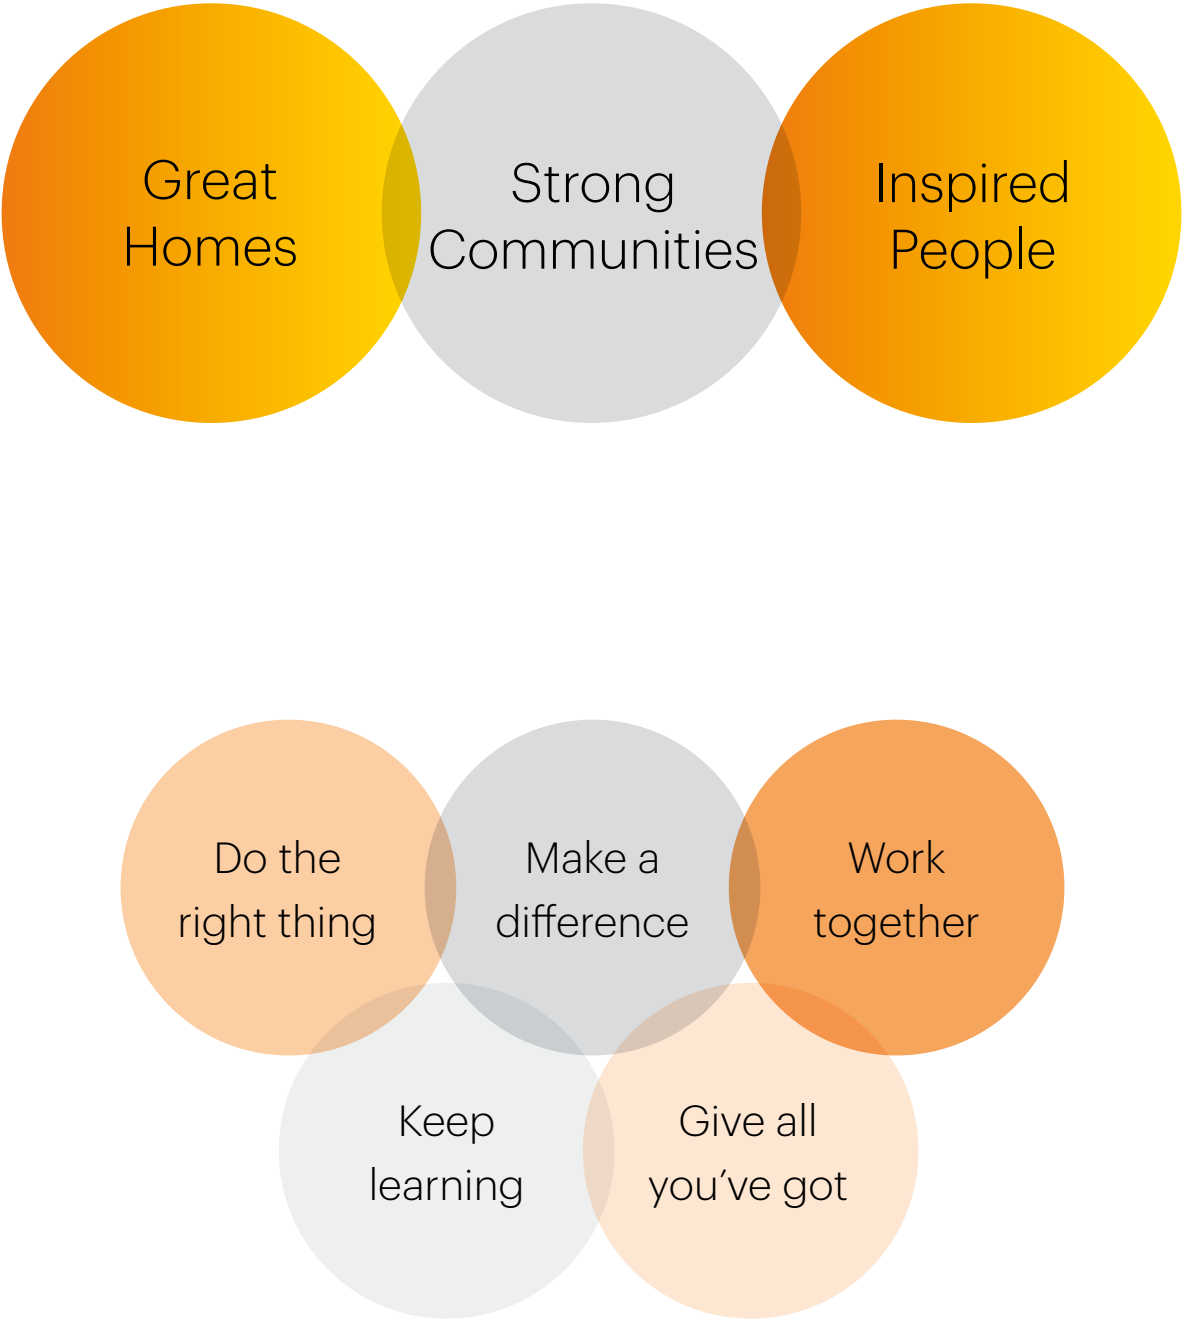 Great
Homes
Strong
Communities
Inspired
People
Do the
right thing
Make a
difference
Work
together
Keep
learning
Give all
you’ve got